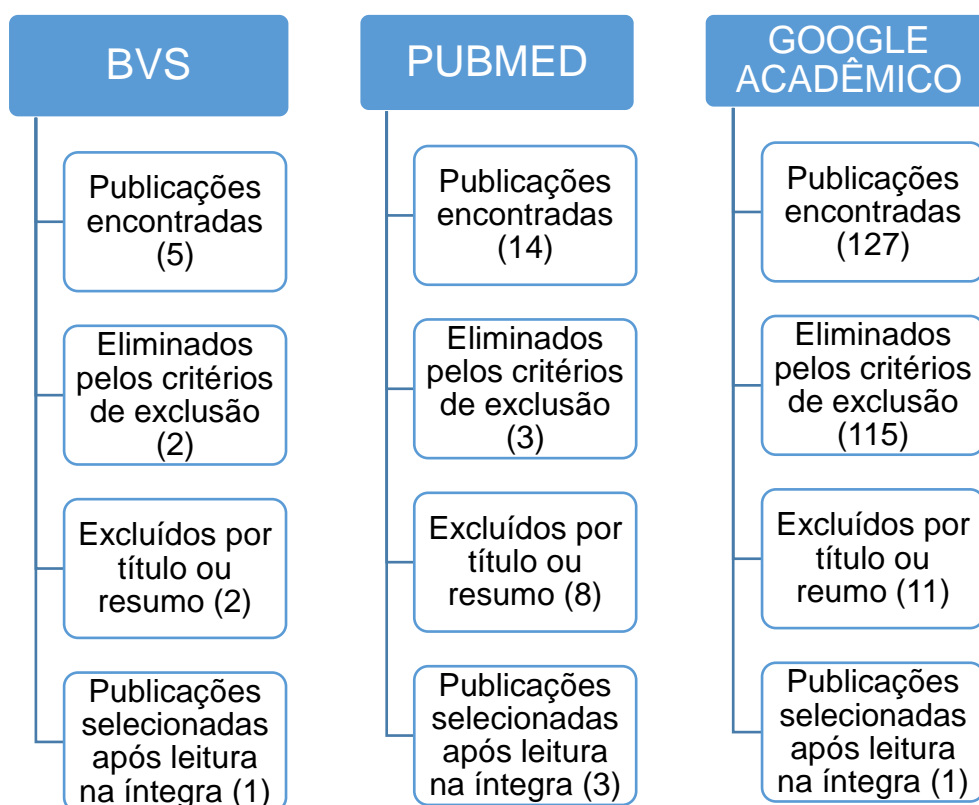 BVS
Publicações
encontradas
(5)
Eliminados
pelos critérios
de exclusão
(2)
Excluídos por
título ou
resumo (2)
Publicações
selecionadas
após leitura
na íntegra (1)
PUBMED
Publicações
encontradas
(14)
Eliminados
pelos critérios
de exclusão
(3)
Excluídos por
título ou
resumo (8)
Publicações
selecionadas
após leitura
na íntegra (3)
GOOGLE
ACADÊMICO
Publicações
encontradas
(127)
Eliminados
pelos critérios
de exclusão
(115)
Excluídos por
título ou
reumo (11)
Publicações
selecionadas
após leitura
na íntegra (1)